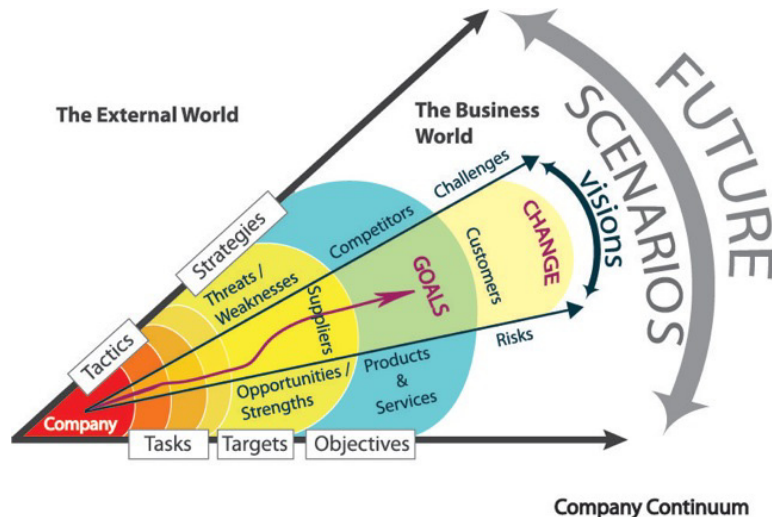 The External World
The Business
World
FUTURE
SCENARIOS
visions
Challenges
CHANGE
Competitors
Customers
Strategies
GOALS
Threats /
Weaknesses
Suppliers
Risks
Tactics
Opportunities /
Strengths
Products
&
Services
Company
Tasks
Targets
Objectives
Company Continuum